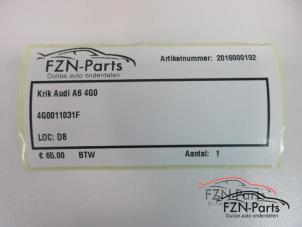 FZN-Parts
Duitse auto onderdelen
Artikelnummer: 2016000192
Krik Audi A6 4G0
4G0011031F
LOC: D8
€ 65.00 BTW
Aantal: 1
FZN-Parts
Duitse auto onderdelen